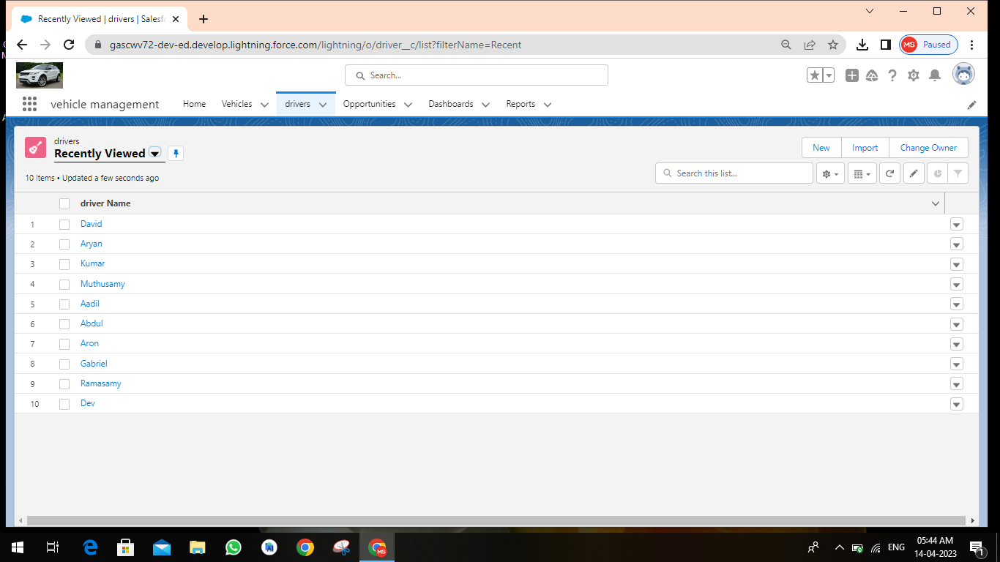 Recently Viewed | drivers | Salesf
gascwv72-dev-ed.develop.lightning.force.com/lightning/o/driver__c/list?filterName=Recent
MS Paused
Search...
vehicle management Home Vehicles drivers Opportunities Dashboards Reports
drivers
Recently Viewed
New Import Change Owner
10 items • Updated a few seconds ago
Search this list...
driver Name
1 David
2 Aryan
3 Kumar
4 Muthusamy
5 Aadil
6 Abdul
7 Aron
8 Gabriel
9 Ramasamy
10 Dev
MS
ENG
05:44 AM
14-04-2023
1